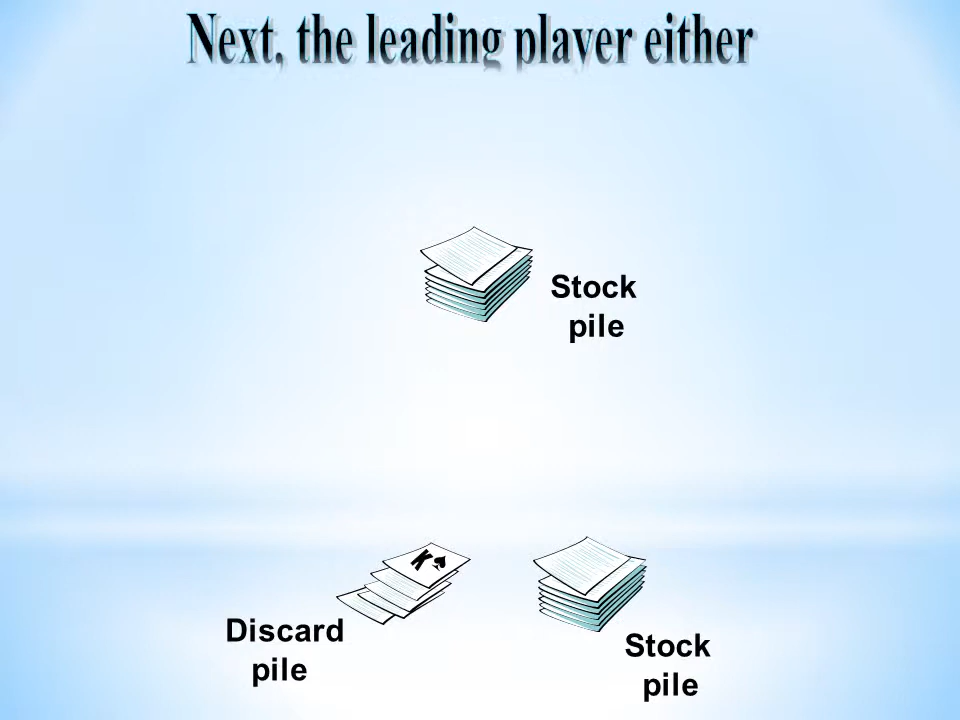 Next, the leading player either
Stock
pile
K♠
Discard
pile
Stock
pile